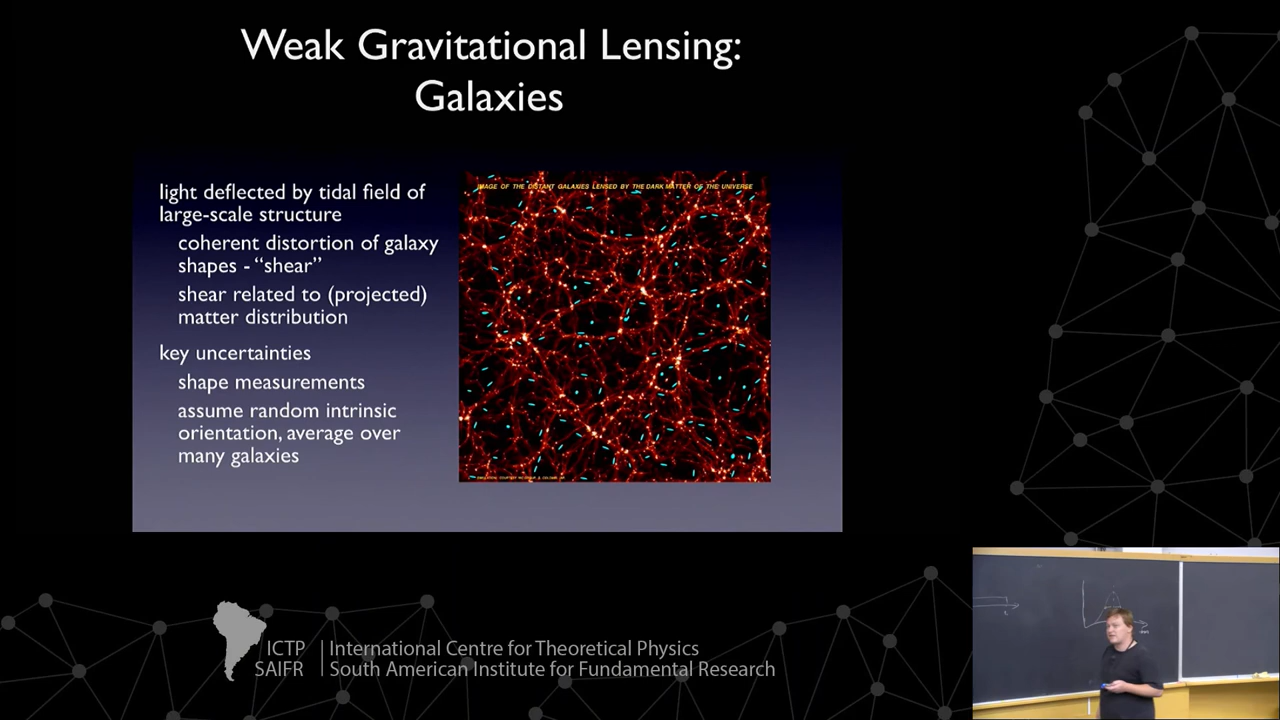 Weak Gravitational Lensing:
Galaxies
light deflected by tidal field of
large-scale structure
coherent distortion of galaxy
shapes - “shear”
shear related to (projected)
matter distribution
key uncertainties
shape measurements
assume random intrinsic
orientation, average over
many galaxies
IMAGE OF THE DISTANT GALAXIES LENSED BY THE DARK MATTER OF THE UNIVERSE
ICTP
SAIFR
International Centre for Theoretical Physics
South American Institute for Fundamental Research